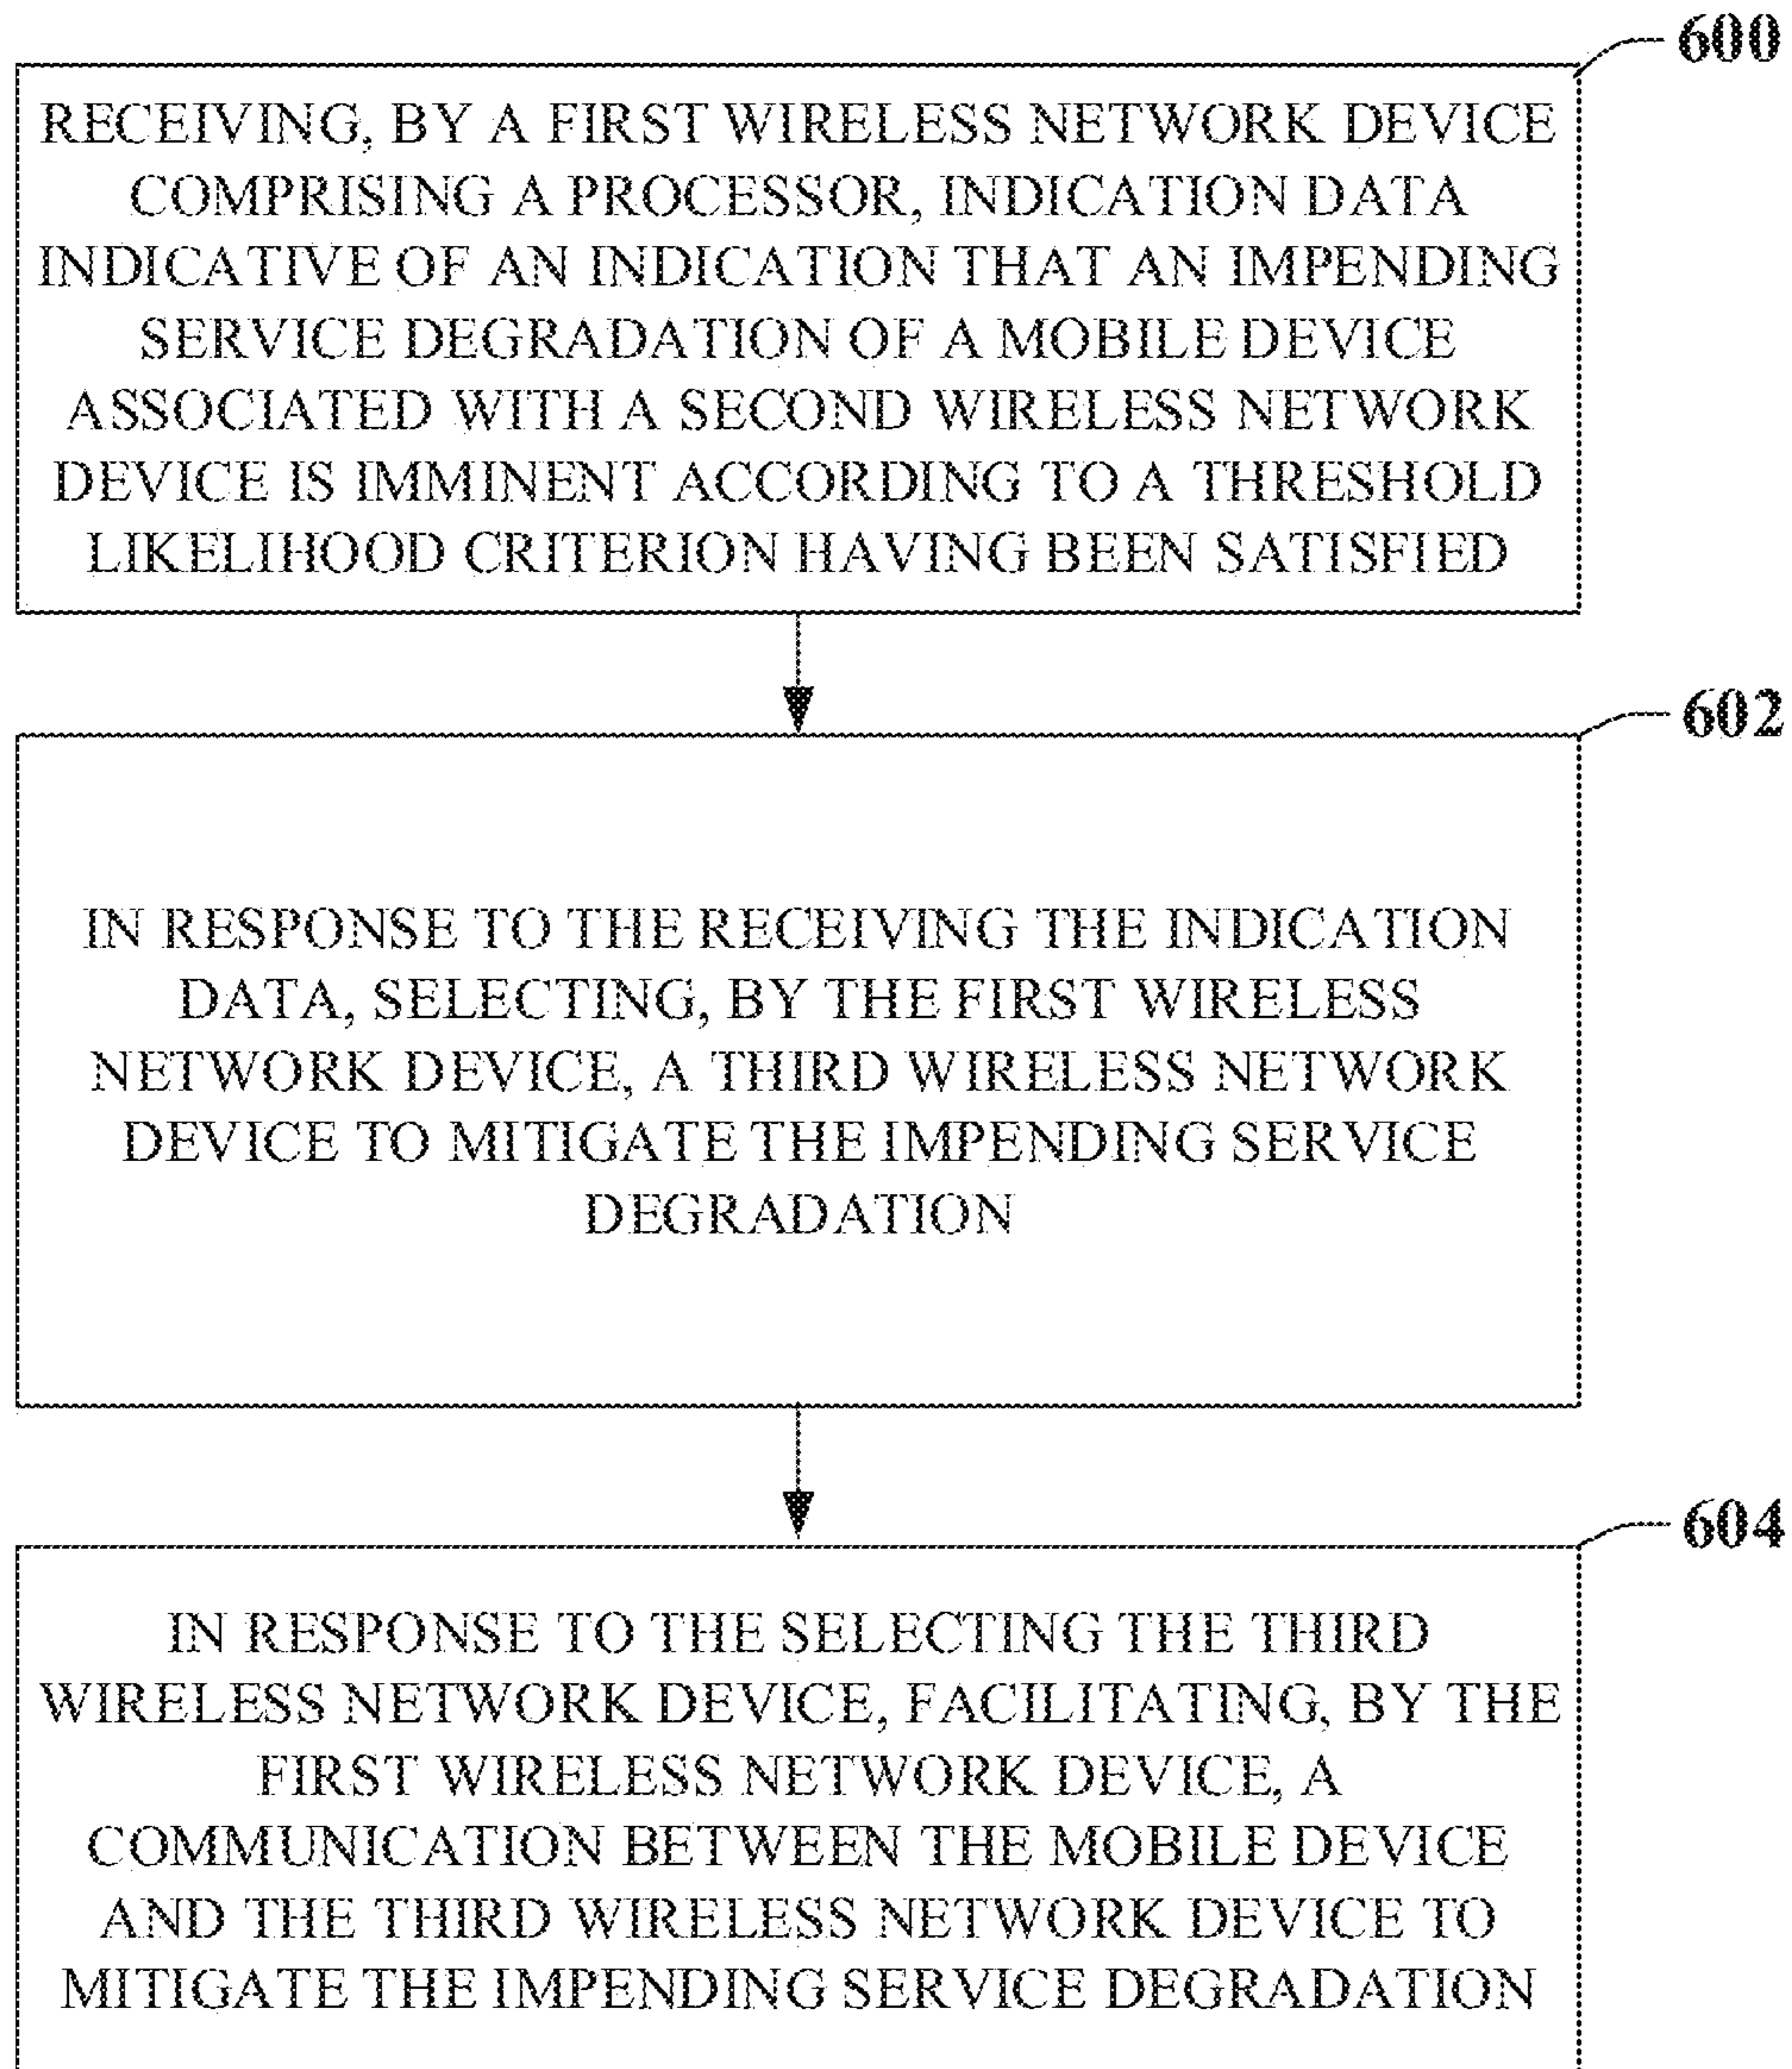 600
RECEIVING, BY A FIRST WIRELESS NETWORK DEVICE
COMPRISING A PROCESSOR, INDICATION DATA
INDICATIVE OF AN INDICATION THAT AN IMPENDING
SERVICE DEGRADATION OF A MOBILE DEVICE
ASSOCIATED WITH A SECOND WIRELESS NETWORK
DEVICE IS IMMINENT ACCORDING TO A THRESHOLD
LIKELIHOOD CRITERION HAVING BEEN SATISFIED
602
IN RESPONSE TO THE RECEIVING THE INDICATION
DATA, SELECTING, BY THE FIRST WIRELESS
NETWORK DEVICE, A THIRD WIRELESS NETWORK
DEVICE TO MITIGATE THE IMPENDING SERVICE
DEGRADATION
604
IN RESPONSE TO THE SELECTING THE THIRD
WIRELESS NETWORK DEVICE, FACILITATING, BY THE
FIRST WIRELESS NETWORK DEVICE, A
COMMUNICATION BETWEEN THE MOBILE DEVICE
AND THE THIRD WIRELESS NETWORK DEVICE TO
MITIGATE THE IMPENDING SERVICE DEGRADATION